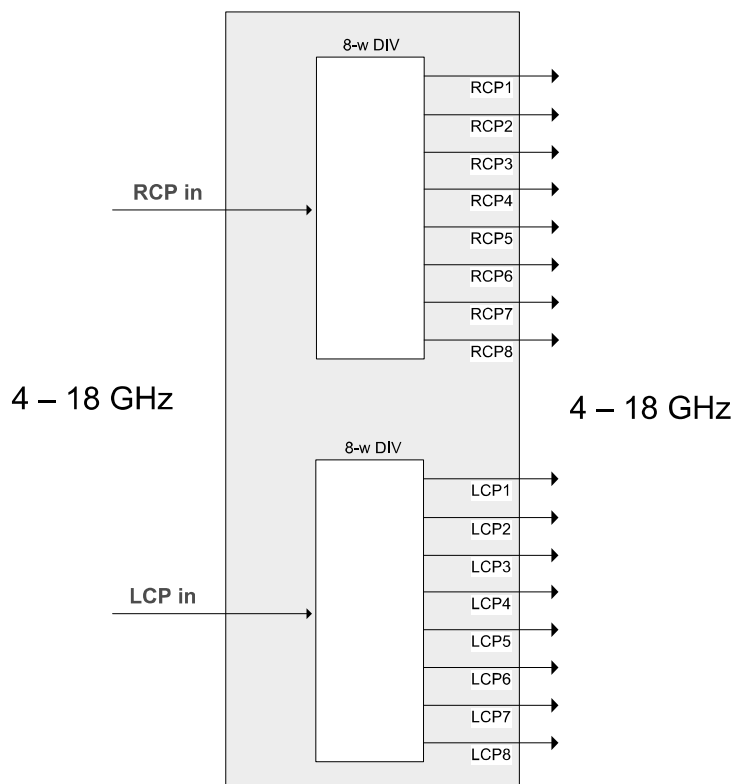 8-w DIV
RCP1
RCP2
RCP3
RCP in
RCP4
RCP5
RCP6
RCP7
RCP8
4 – 18 GHz
4 – 18 GHz
8-w DIV
LCP1
LCP2
LCP3
LCP in
LCP4
LCP5
LCP6
LCP7
LCP8